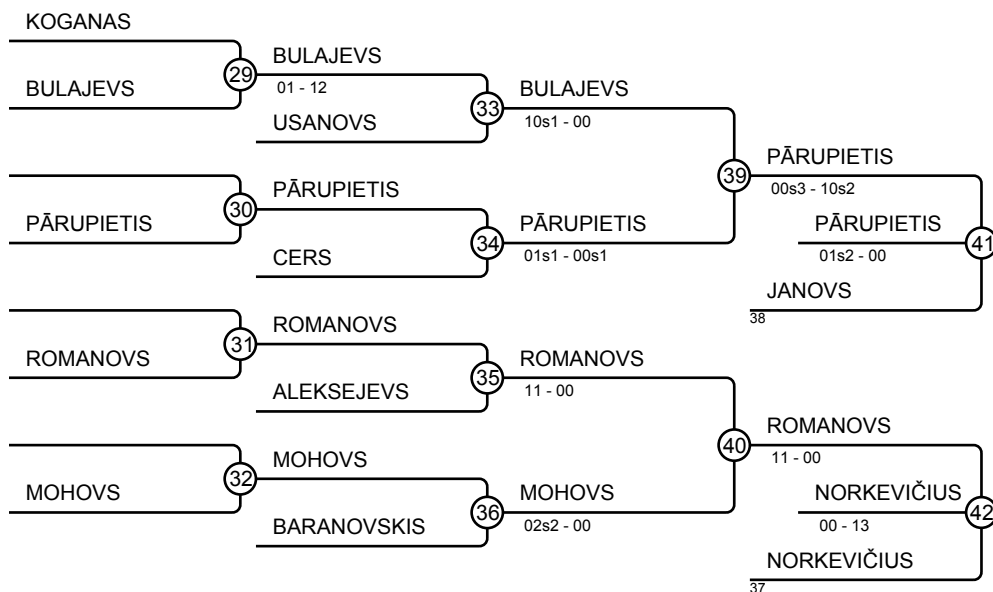 KOGANAS
BULAJEVS
29
BULAJEVS
01 - 12
USANOVS
33
BULAJEVS
10s1 - 00
PĀRUPIETIS
30
PĀRUPIETIS
CERS
34
PĀRUPIETIS
01s1 - 00s1
39
PĀRUPIETIS
00s3 - 10s2
PĀRUPIETIS
01s2 - 00
41
JANOVS
38
ROMANOVS
31
ROMANOVS
ALEKSEJEVS
35
ROMANOVS
11 - 00
MOHOVS
32
MOHOVS
BARANOVSKIS
36
MOHOVS
02s2 - 00
40
ROMANOVS
11 - 00
NORKEVIČIUS
00 - 13
42
NORKEVIČIUS
37